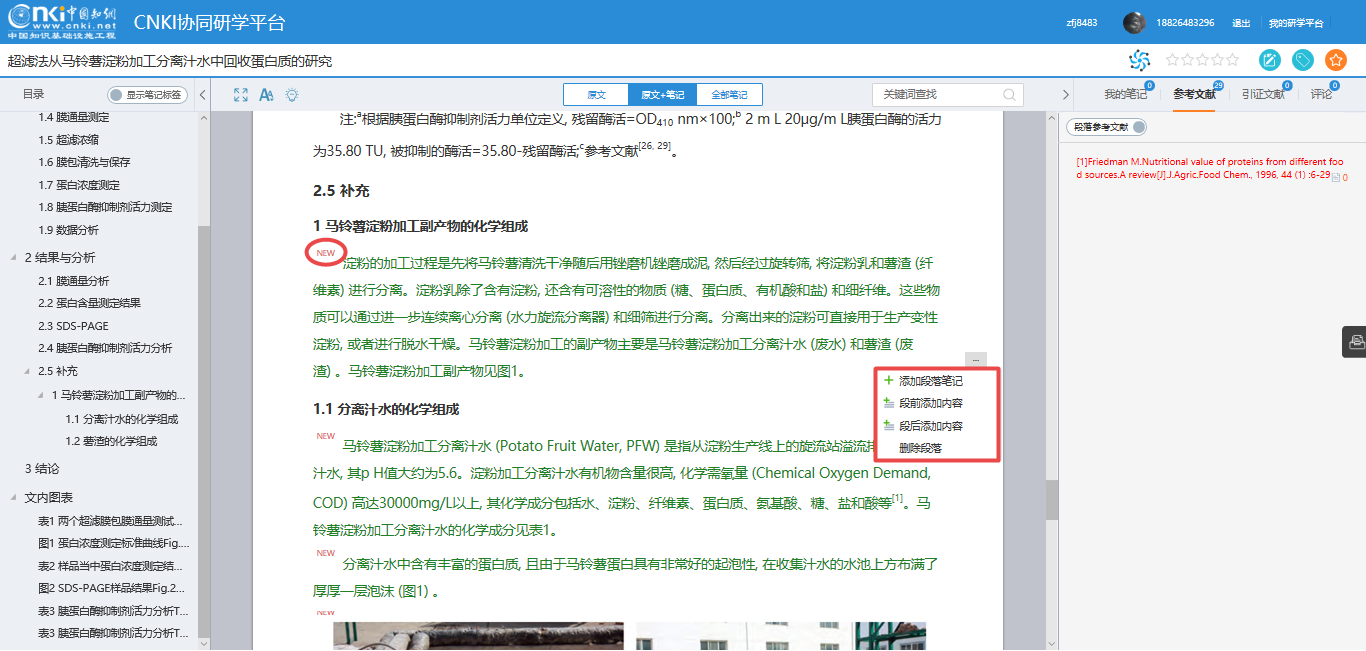 Cnki中国知网
www.cnki.net
中国知识基础设施工程
CNKI协同研学平台
zfj8483
18826483296
退出
我的研学平台
超滤法从马铃薯淀粉加工分离汁水中回收蛋白质的研究
目录
显示笔记标签
原文
原文+笔记
全部笔记
关键词查找
我的笔记 0
参考文献 29
引证文献 0
评论 0
1.4 膜通量测定
1.5 超滤浓缩
1.6 膜包清洗与保存
1.7 蛋白浓度测定
1.8 胰蛋白酶抑制剂活力测定
1.9 数据分析
2 结果与分析
2.1 膜通量分析
2.2 蛋白含量测定结果
2.3 SDS-PAGE
2.4 胰蛋白酶抑制剂活力分析
2.5 补充
1 马铃薯淀粉加工副产物的...
1.1 分离汁水的化学组成
1.2 薯渣的化学组成
3 结论
文内图表
表1 两个超滤膜包膜通量测试...
图1 蛋白浓度测定标准曲线Fig....
表2 样品当中蛋白浓度测定结...
图2 SDS-PAGE样品结果Fig.2...
表3 胰蛋白酶抑制剂活力分析T...
表3 胰蛋白酶抑制剂活力分析T...
注:a根据胰蛋白酶抑制剂活力单位定义, 残留酶活=OD410 nm×100;b 2 m L 20μg/m L胰蛋白酶的活力
为35.80 TU, 被抑制的酶活=35.80-残留酶活;c参考文献[26, 29]。
2.5 补充
1 马铃薯淀粉加工副产物的化学组成
NEW
淀粉的加工过程是先将马铃薯清洗干净随后用锉磨机锉磨成泥, 然后经过旋转筛, 将淀粉乳和薯渣 (纤
维素) 进行分离。淀粉乳除了含有淀粉, 还含有可溶性的物质 (糖、蛋白质、有机酸和盐) 和细纤维。这些物
质可以通过进一步连续离心分离 (水力旋流分离器) 和细筛进行分离。分离出来的淀粉可直接用于生产变性
淀粉, 或者进行脱水干燥。马铃薯淀粉加工的副产物主要是马铃薯淀粉加工分离汁水 (废水) 和薯渣 (废
渣) 。马铃薯淀粉加工副产物见图1。
...
添加段落笔记
段前添加内容
段后添加内容
删除段落
1.1 分离汁水的化学组成
NEW
马铃薯淀粉加工分离汁水 (Potato Fruit Water, PFW) 是指从淀粉生产线上的旋流站溢流排
汁水, 其p H值大约为5.6。淀粉加工分离汁水有机物含量很高, 化学需氧量 (Chemical Oxygen Demand,
COD) 高达30000mg/L以上, 其化学成分包括水、淀粉、纤维素、蛋白质、氨基酸、糖、盐和酸等[1]。马
铃薯淀粉加工分离汁水的化学成分见表1。
NEW
分离汁水中含有丰富的蛋白质, 且由于马铃薯蛋白具有非常好的起泡性, 在收集汁水的水池上方布满了
厚厚一层泡沫 (图1) 。
NEW
段落参考文献
[1]Friedman M.Nutritional value of proteins from different foo
d sources.A review[J].J.Agric.Food Chem., 1996, 44 (1) :6-29 0